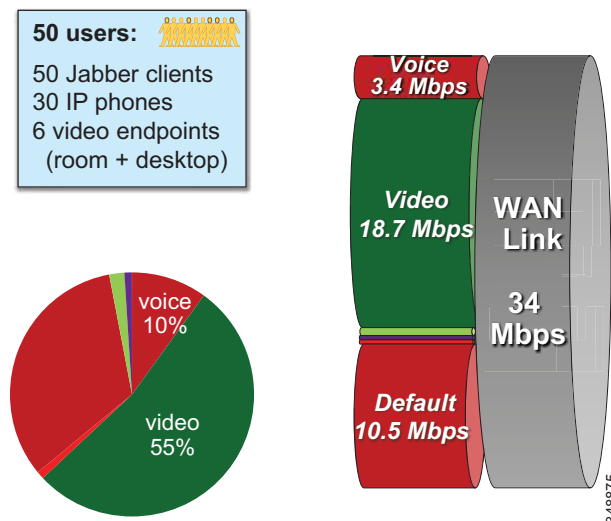 50 users:
50 Jabber clients
30 IP phones
6 video endpoints
(room + desktop)
Voice
3.4 Mbps
Video
18.7 Mbps
WAN
Link
34
Mbps
Default
10.5 Mbps
voice
10%
video
55%
348875